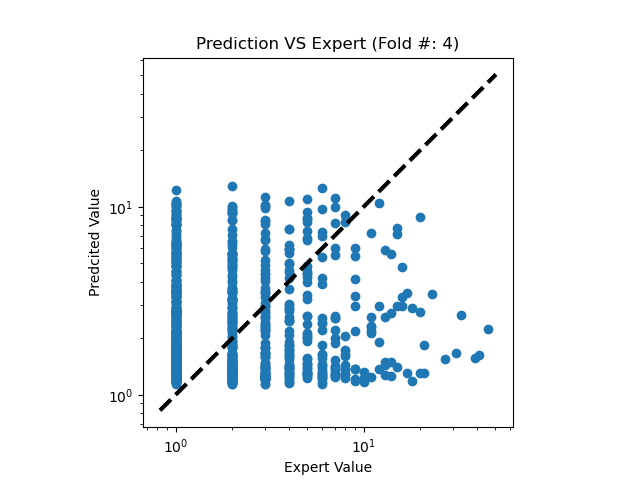 Prediction VS Expert (Fold #: 4)
Predcited Value
10¹
10⁰
10⁰ 10¹
Expert Value